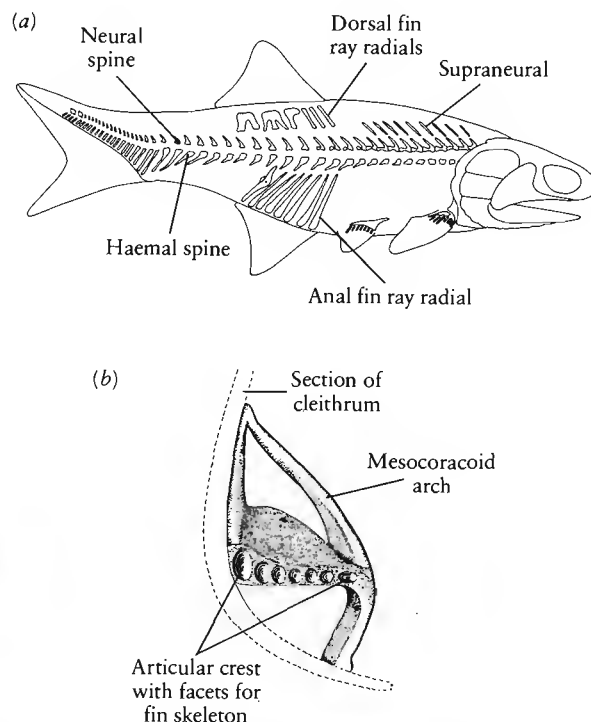 (a)
Neural
spine
Dorsal fin
ray radials
Supraneural
Haemal spine
Anal fin ray radial
(b)
Section of
cleithrum
Mesocoracoid
arch
Articular crest
with facets for
fin skeleton